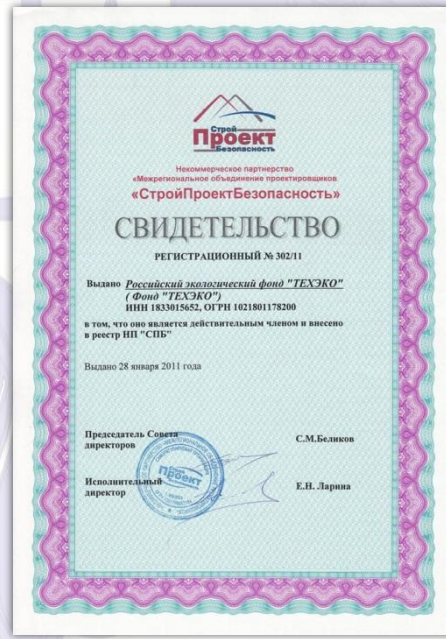 Строй
Проект
Безопасность
Некоммерческое партнерство
«Межрегиональное объединение проектировщиков
«СтройПроектБезопасность»
СВИДЕТЕЛЬСТВО
РЕГИСТРАЦИОННЫЙ № 302/11
Выдано Российский экологический фонд "ТЕХЭКО"
( Фонд "ТЕХЭКО")
ИНН 1833015652, ОГРН 1021801178200
в том, что оно является действительным членом и внесено
в реестр НП "СПБ"
Выдано 28 января 2011 года
Председатель Совета
директоров
С.М.Беликов
Строй
Проект
Исполнительный
директор
Е.Н. Ларина